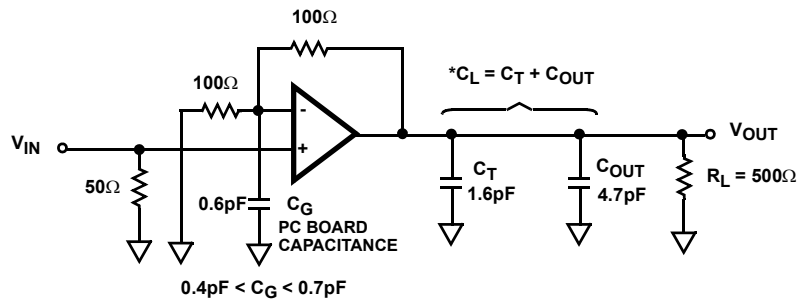 100Ω
100Ω
*CL = CT + COUT
VIN
-
+
VOUT
50Ω
0.6pF
CG
PC BOARD
CAPACITANCE
CT
1.6pF
COUT
4.7pF
RL = 500Ω
0.4pF < CG < 0.7pF